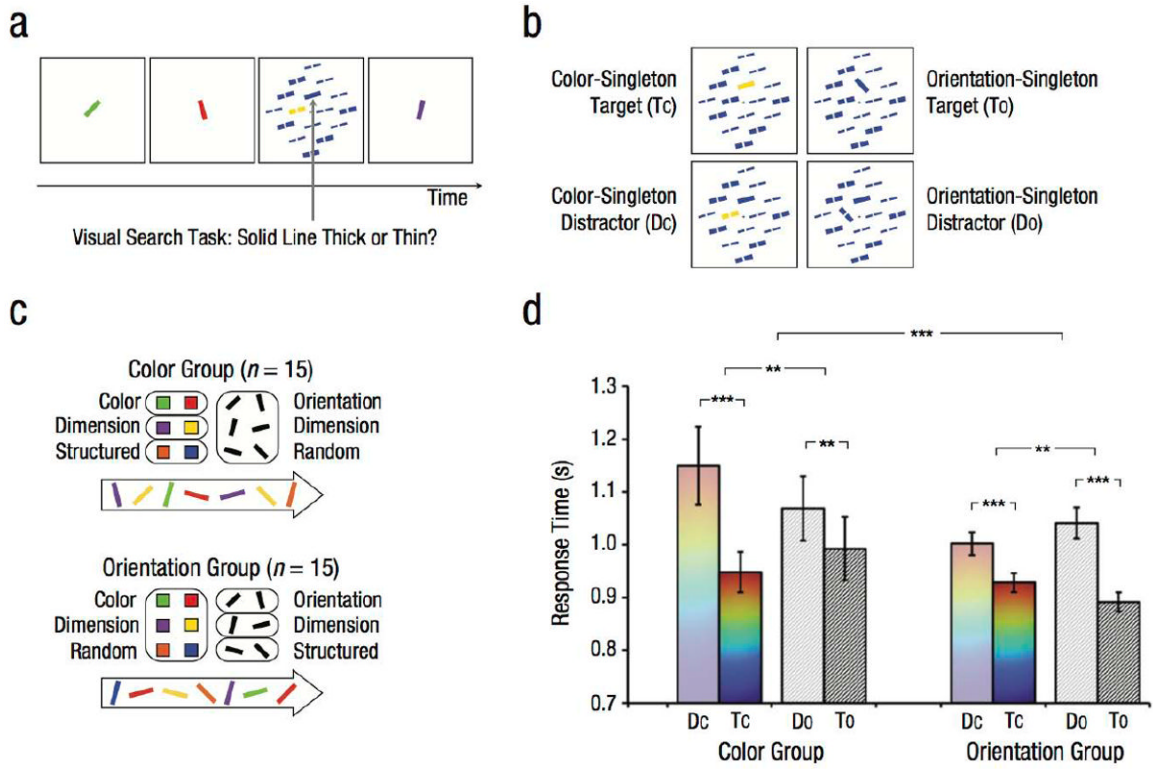 a
Time
Visual Search Task: Solid Line Thick or Thin?
b
Color-Singleton
Target (Tc)
Orientation-Singleton
Target (To)
Color-Singleton
Distractor (Dc)
Orientation-Singleton
Distractor (Do)
c
Color Group (n = 15)
Color
Dimension
Structured
Orientation
Dimension
Random
Orientation Group (n = 15)
Color
Dimension
Random
Orientation
Dimension
Structured
d
***
**
***
**
**
***
***
Response Time (s)
1.3
1.2
1.1
1.0
0.9
0.8
0.7
Dc Tc Do To Dc Tc Do To
Color Group Orientation Group